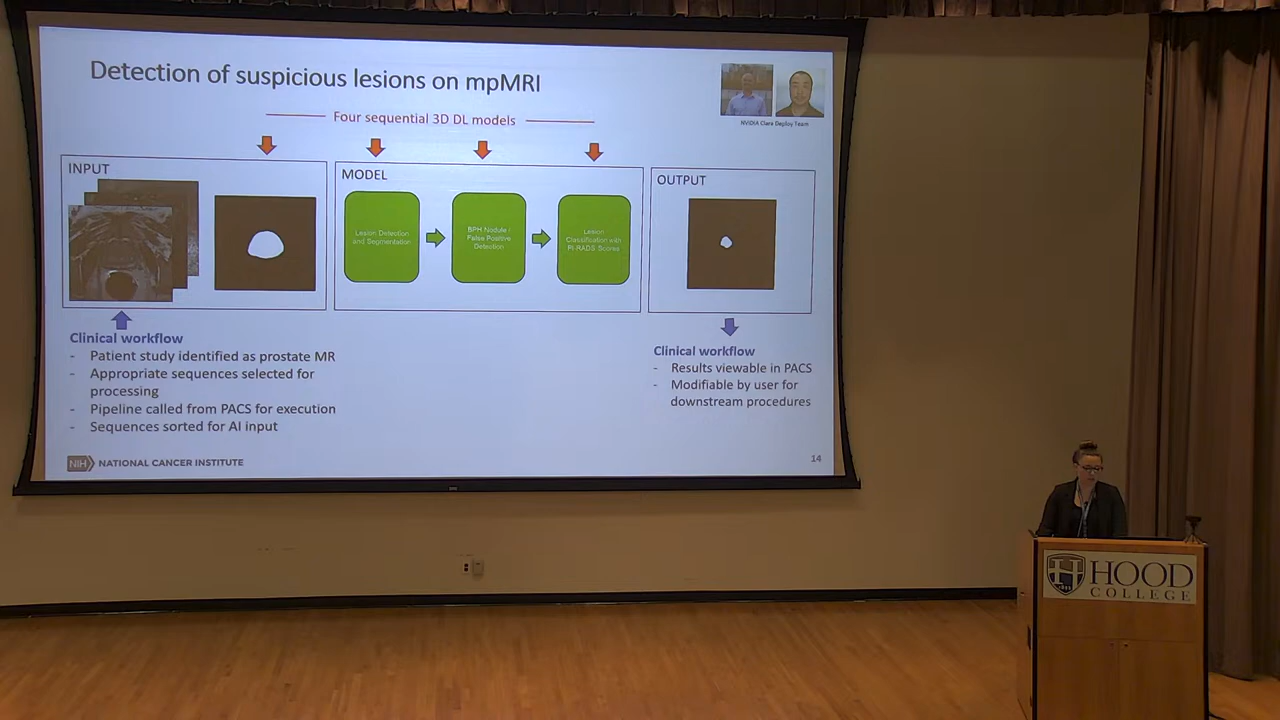 Detection of suspicious lesions on mpMRI
NVIDIA Clara Deploy Team
Four sequential 3D DL models
INPUT
MODEL
Lesion Detection
and Segmentation
BPH Nodule /
False Positive
Detection
Lesion
Classification with
PI-RADS Scores
OUTPUT
Clinical workflow
- Patient study identified as prostate MR
- Appropriate sequences selected for
processing
- Pipeline called from PACS for execution
- Sequences sorted for AI input
Clinical workflow
- Results viewable in PACS
- Modifiable by user for
downstream procedures
NIH NATIONAL CANCER INSTITUTE
14
HOOD
COLLEGE